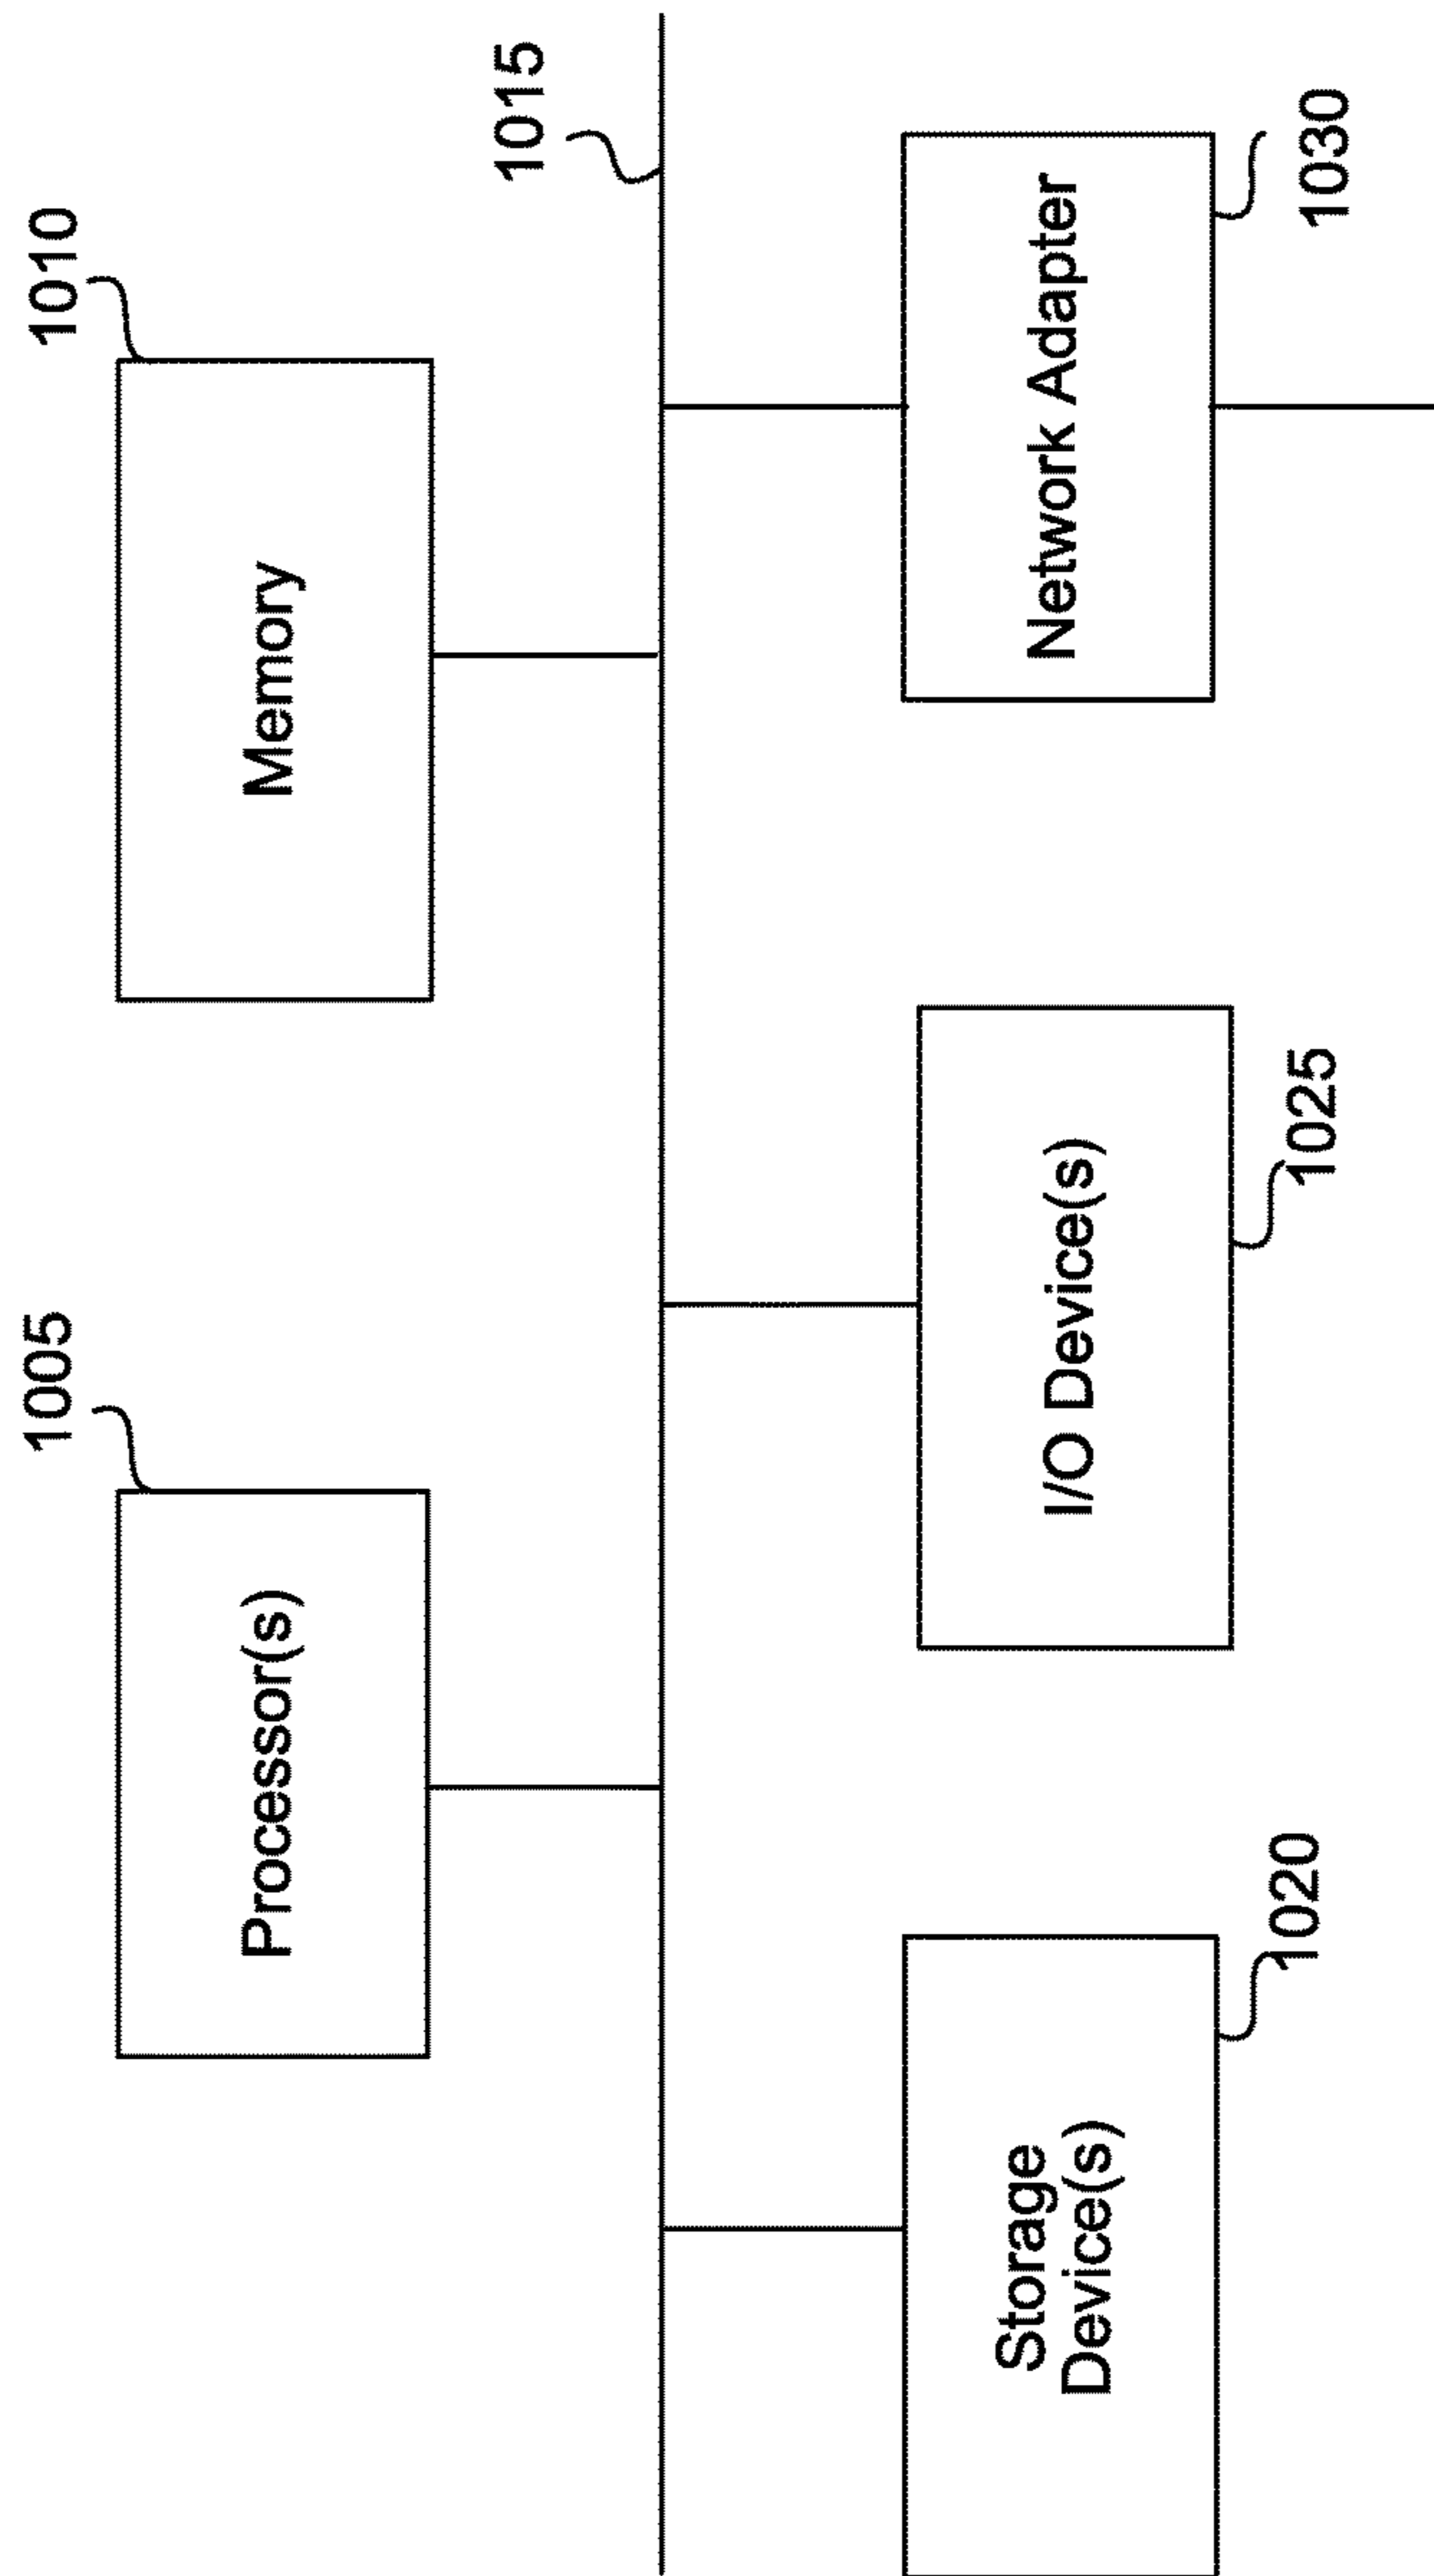 1005
1010
Processor(s)
Memory
1015
Storage
Device(s)
I/O Device(s)
Network Adapter
1020
1025
1030